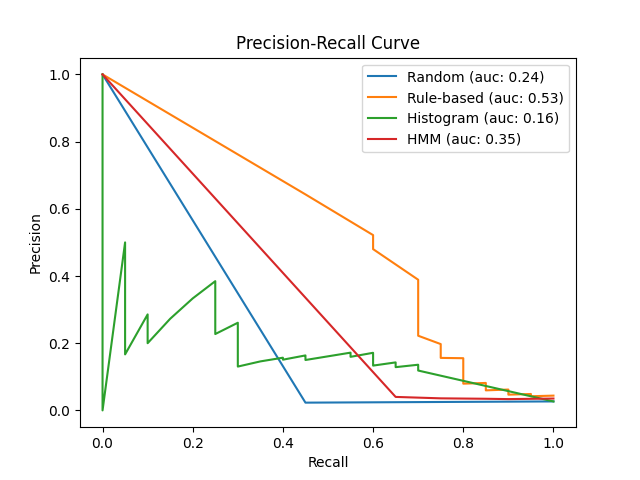 Precision-Recall Curve
Random (auc: 0.24)
Rule-based (auc: 0.53)
Histogram (auc: 0.16)
HMM (auc: 0.35)
Precision
1.0
0.8
0.6
0.4
0.2
0.0
0.0 0.2 0.4 0.6 0.8 1.0
Recall